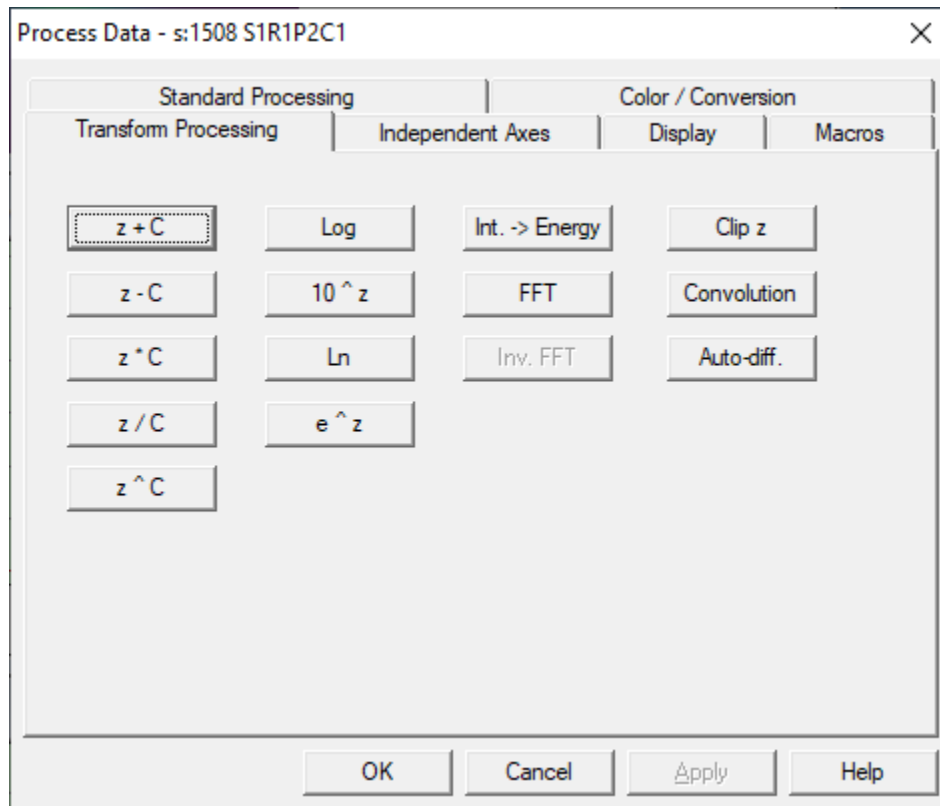 Process Data - s:1508 S1R1P2C1
Standard Processing Color / Conversion
Transform Processing Independent Axes Display Macros
z + C Log Int. -> Energy Clip z
z - C 10 ^ z FFT Convolution
z * C Ln Inv. FFT Auto-diff.
z / C e ^ z
z ^ C
OK Cancel Apply Help